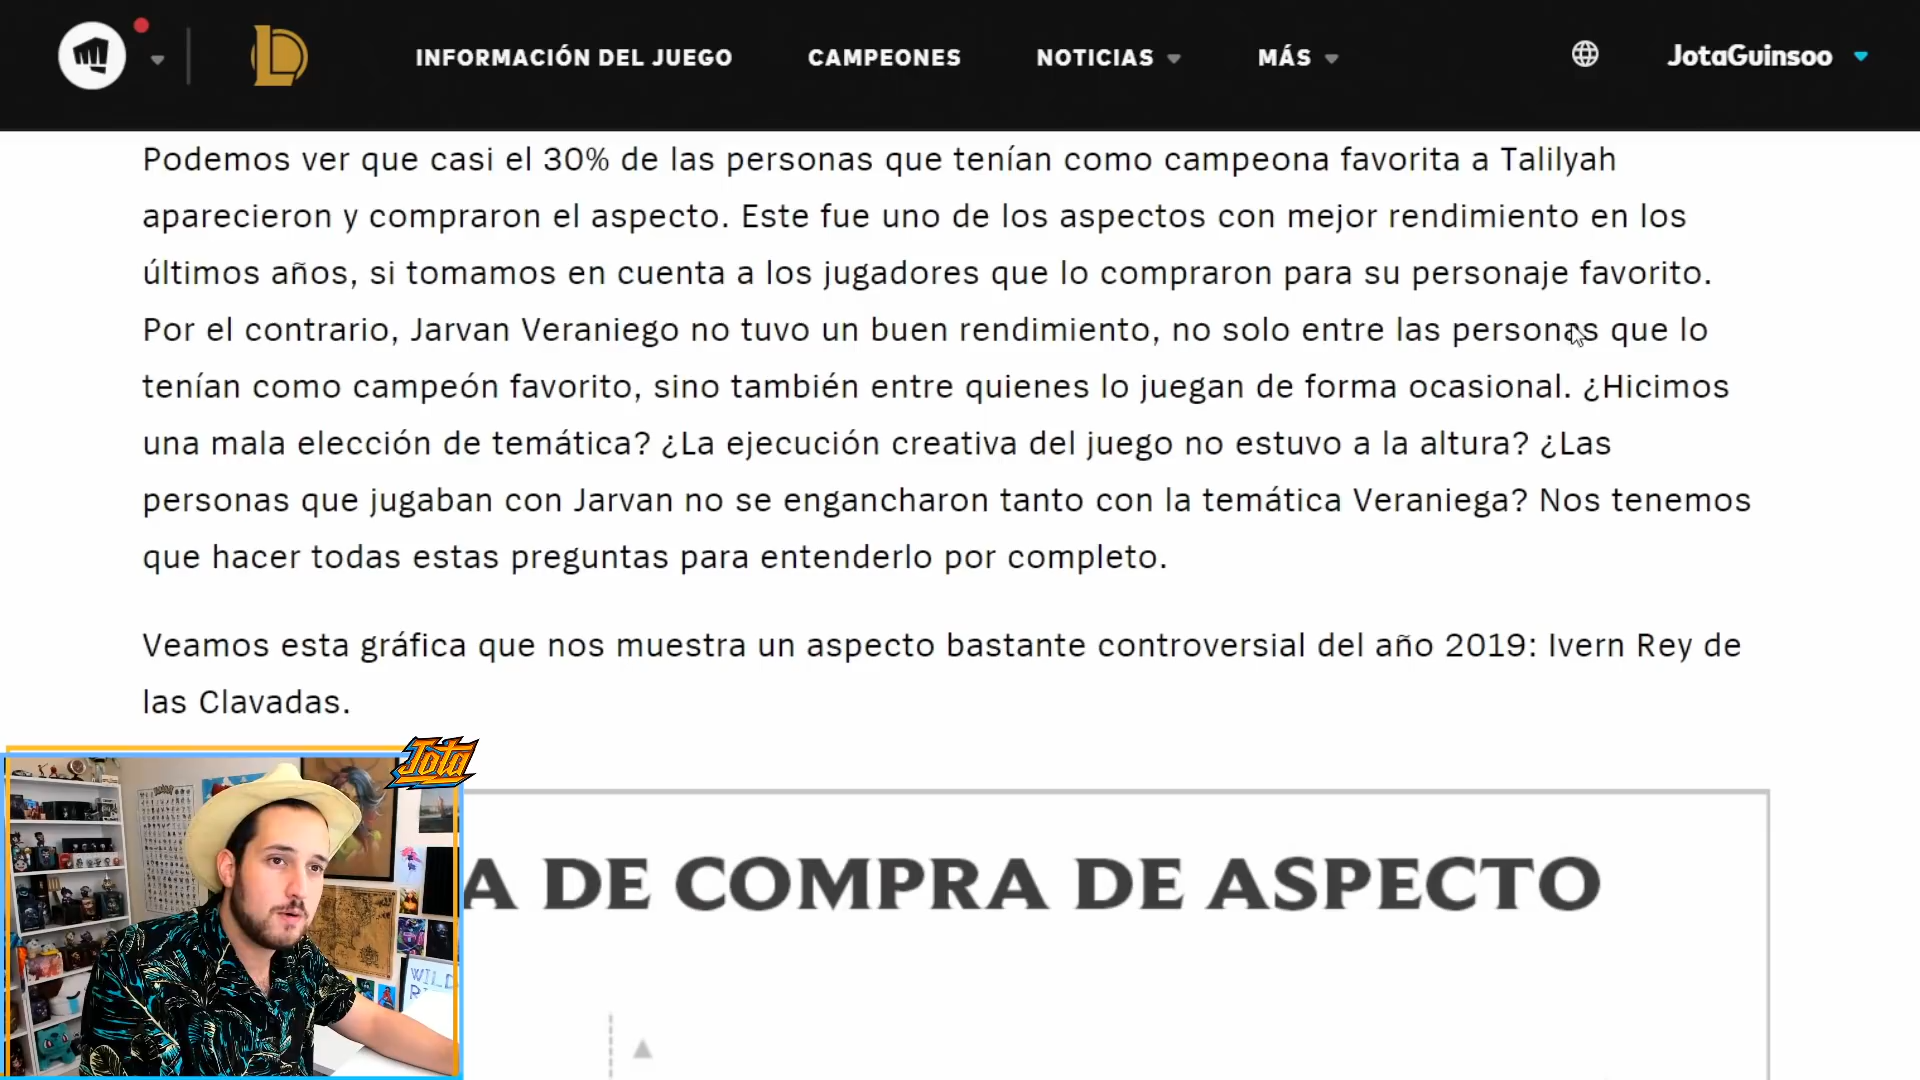 INFORMACIÓN DEL JUEGO CAMPEONES NOTICIAS MÁS JotaGuinsoo
Podemos ver que casi el 30% de las personas que tenían como campeona favorita a Talilyah
aparecieron y compraron el aspecto. Este fue uno de los aspectos con mejor rendimiento en los
últimos años, si tomamos en cuenta a los jugadores que lo compraron para su personaje favorito.
Por el contrario, Jarvan Veraniego no tuvo un buen rendimiento, no solo entre las personas que lo
tenían como campeón favorito, sino también entre quienes lo juegan de forma ocasional. ¿Hicimos
una mala elección de temática? ¿La ejecución creativa del juego no estuvo a la altura? ¿Las
personas que jugaban con Jarvan no se engancharon tanto con la temática Veraniega? Nos tenemos
que hacer todas estas preguntas para entenderlo por completo.
Veamos esta gráfica que nos muestra un aspecto bastante controversial del año 2019: Ivern Rey de
las Clavadas.
Jota
A DE COMPRA DE ASPECTO
WILD
R